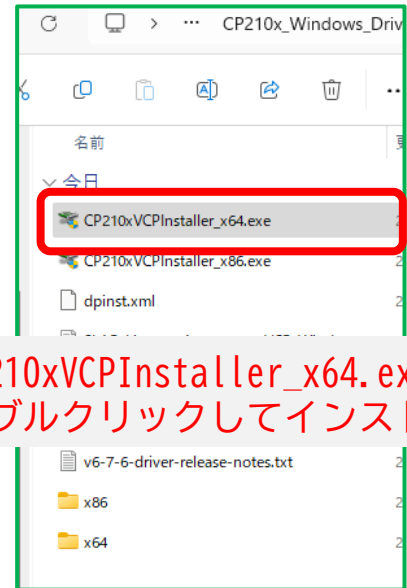 CP210x_Windows_Driv
名前
今日
CP210xVCPInstaller_x64.exe
CP210xVCPInstaller_x86.exe
dpinst.xml
210xVCPInstaller_x64.ex
ブルクリックしてインスト
v6-7-6-driver-release-notes.txt
x86
x64